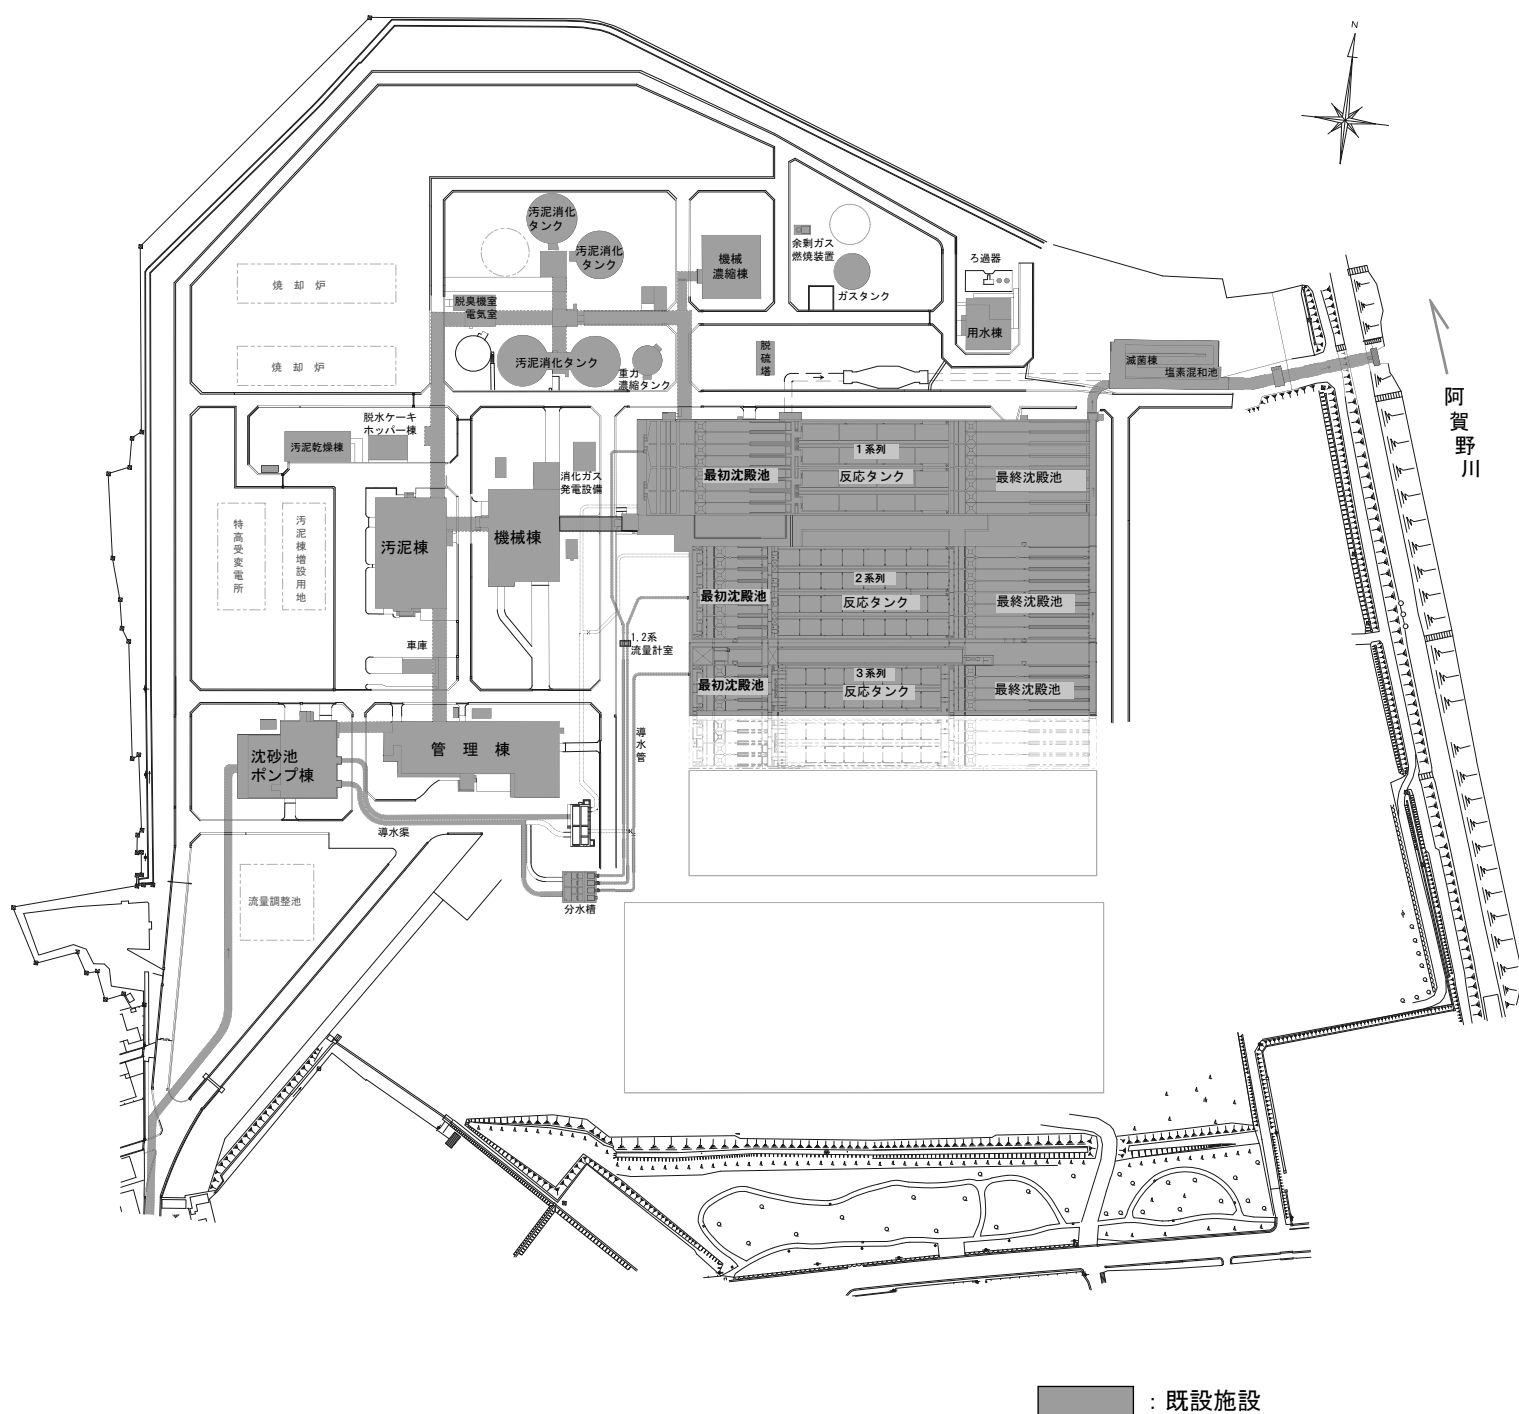 N
汚泥消化
タンク
汚泥消化
タンク
機械
濃縮棟
余剰ガス
燃焼装置
ガスタンク
ろ過器
用水棟
焼却炉
脱臭機室
電気室
焼却炉
汚泥消化タンク
重力
濃縮タンク
脱硫塔
滅菌棟
塩素混和池
阿賀野川
脱水ケーキ
ホッパー棟
汚泥乾燥棟
消化ガス
発電設備
1系列
最初沈殿池
反応タンク
最終沈殿池
特高受変電所
汚泥棟増設用地
汚泥棟
機械棟
2系列
最初沈殿池
反応タンク
最終沈殿池
車庫
1,2系
流量計室
3系列
最初沈殿池
反応タンク
最終沈殿池
沈砂池
ポンプ棟
管理棟
導水管
導水渠
流量調整池
分水槽
:既設施設